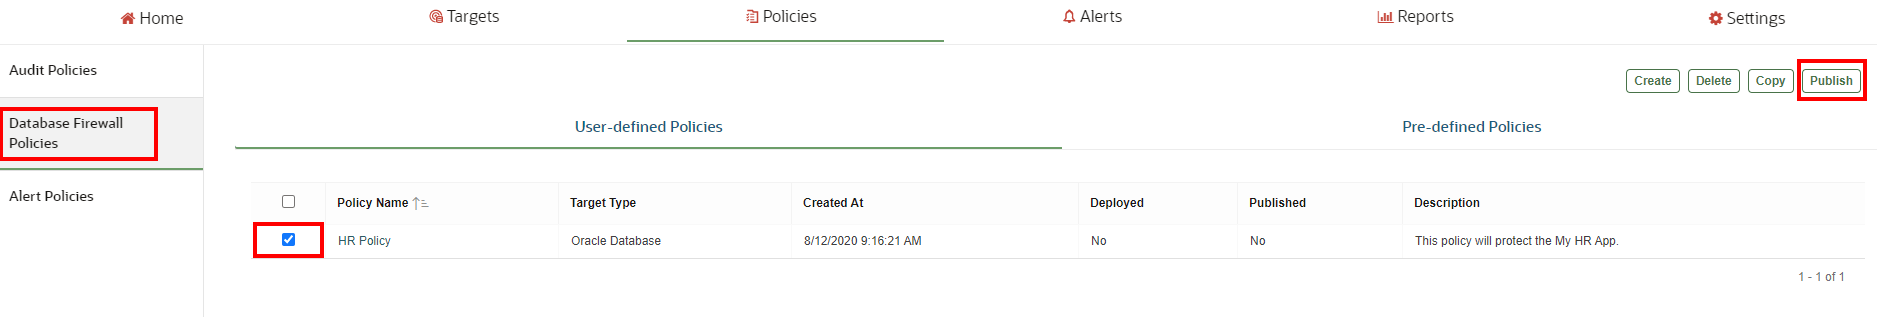 Home Targets Policies Alerts Reports Settings
Audit Policies
Database Firewall
Policies
Alert Policies
Create Delete Copy Publish
User-defined Policies Pre-defined Policies
Policy Name Target Type Created At Deployed Published Description
HR Policy Oracle Database 8/12/2020 9:16:21 AM No No This policy will protect the My HR App.
1 - 1 of 1